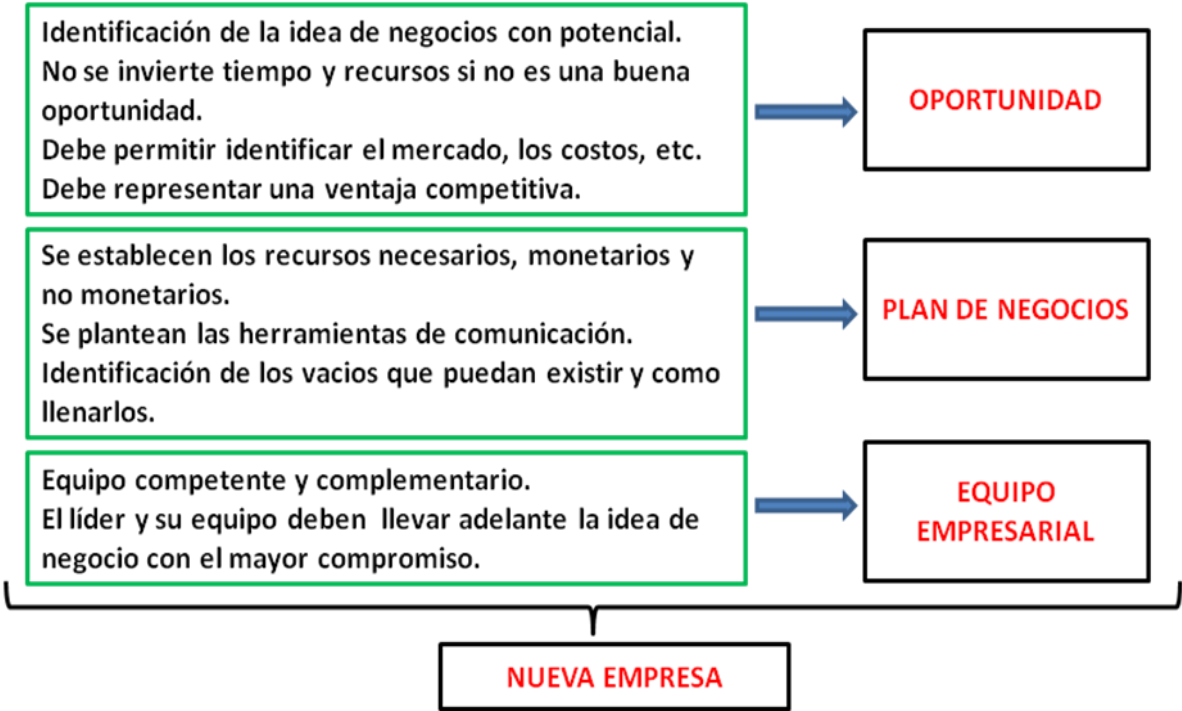 Identificación de la idea de negocios con potencial.
No se invierte tiempo y recursos si no es una buena
oportunidad.
Debe permitir identificar el mercado, los costos, etc.
Debe representar una ventaja competitiva.
OPORTUNIDAD
Se establecen los recursos necesarios, monetarios y
no monetarios.
Se plantean las herramientas de comunicación.
Identificación de los vacios que puedan existir y como
llenarlos.
PLAN DE NEGOCIOS
Equipo competente y complementario.
El líder y su equipo deben llevar adelante la idea de
negocio con el mayor compromiso.
EQUIPO
EMPRESARIAL
NUEVA EMPRESA